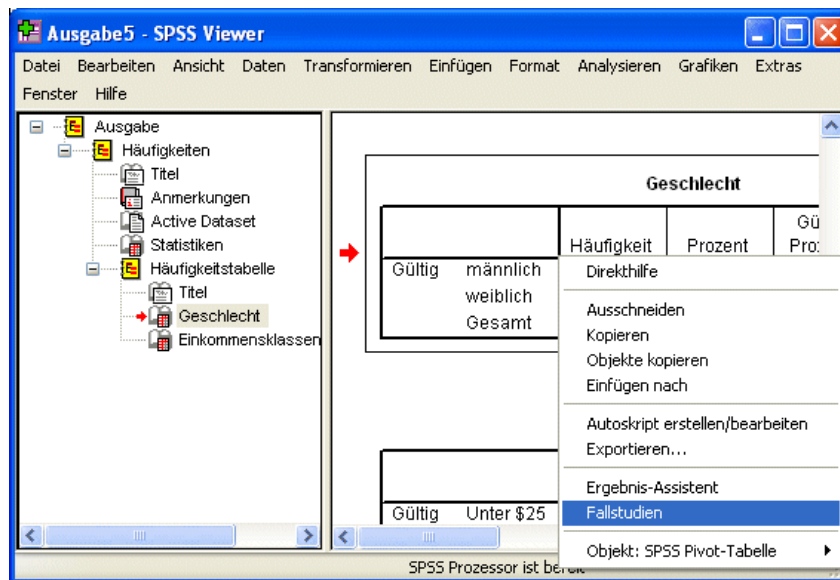 Ausgabe5 - SPSS Viewer
Datei Bearbeiten Ansicht Daten Transformieren Einfügen Format Analysieren Grafiken Extras
Fenster Hilfe
Ausgabe
Häufigkeiten
Titel
Anmerkungen
Active Dataset
Statistiken
Häufigkeitstabelle
Titel
Geschlecht
Einkommensklassen
Geschlecht
Häufigkeit Prozent
Gültig männlich
weiblich
Gesamt
Gültig Unter $25
Direkthilfe
Ausschneiden
Kopieren
Objekte kopieren
Einfügen nach
Autoskript erstellen/bearbeiten
Exportieren...
Ergebnis-Assistent
Fallstudien
Objekt: SPSS Pivot-Tabelle
SPSS Prozessor ist